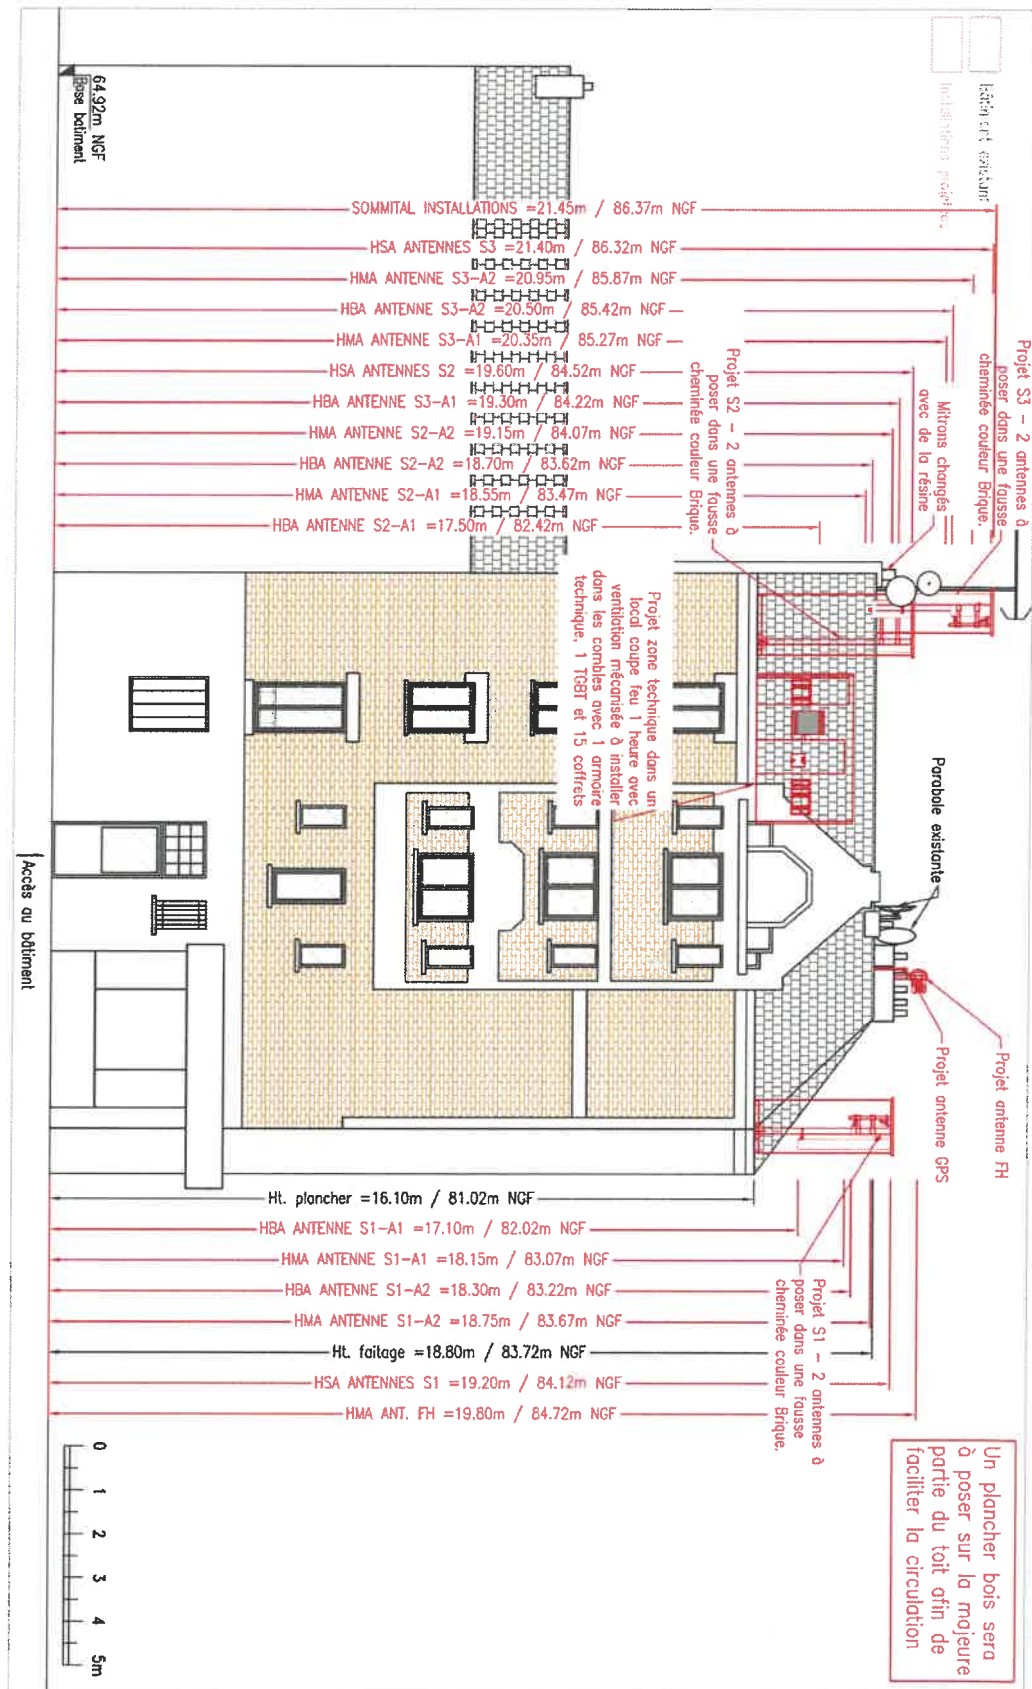 bâtiment existant
Installations projetées.
64.92m NGF
Base batiment
SOMMITAL INSTALLATIONS =21.45m / 86.37m NGF
HSA ANTENNES S3 =21.40m / 86.32m NGF
HMA ANTENNE S3-A2 =20.95m / 85.87m NGF
HBA ANTENNE S3-A2 =20.50m / 85.42m NGF
HMA ANTENNE S3-A1 =20.35m / 85.27m NGF
HSA ANTENNES S2 =19.60m / 84.52m NGF
HBA ANTENNE S3-A1 =19.30m / 84.22m NGF
HMA ANTENNE S2-A2 =19.15m / 84.07m NGF
HBA ANTENNE S2-A2 =18.70m / 83.62m NGF
HMA ANTENNE S2-A1 =18.55m / 83.47m NGF
HBA ANTENNE S2-A1 =17.50m / 82.42m NGF
Projet S3 - 2 antennes à
poser dans une fausse
cheminée couleur Brique.
Mitrons changés
avec de la résine
Projet S2 - 2 antennes à
poser dans une fausse
cheminée couleur Brique.
Projet zone technique dans un
local coupe feu 1 heure avec
ventilation mécanisée à installer
dans les combles avec 1 armoire
technique, 1 TGBT et 15 coffrets
Parabole existante
Projet antenne FH
Projet antenne GPS
Accès au bâtiment
Ht. plancher =16.10m / 81.02m NGF
HBA ANTENNE S1-A1 =17.10m / 82.02m NGF
HMA ANTENNE S1-A1 =18.15m / 83.07m NGF
HBA ANTENNE S1-A2 =18.30m / 83.22m NGF
HMA ANTENNE S1-A2 =18.75m / 83.67m NGF
Ht. faitage =18.80m / 83.72m NGF
HSA ANTENNES S1 =19.20m / 84.12m NGF
HMA ANT. FH =19.80m / 84.72m NGF
Projet S1 - 2 antennes à
poser dans une fausse
cheminée couleur Brique.
Un plancher bois sera
à poser sur la majeure
partie du toit afin de
faciliter la circulation
0 1 2 3 4 5m